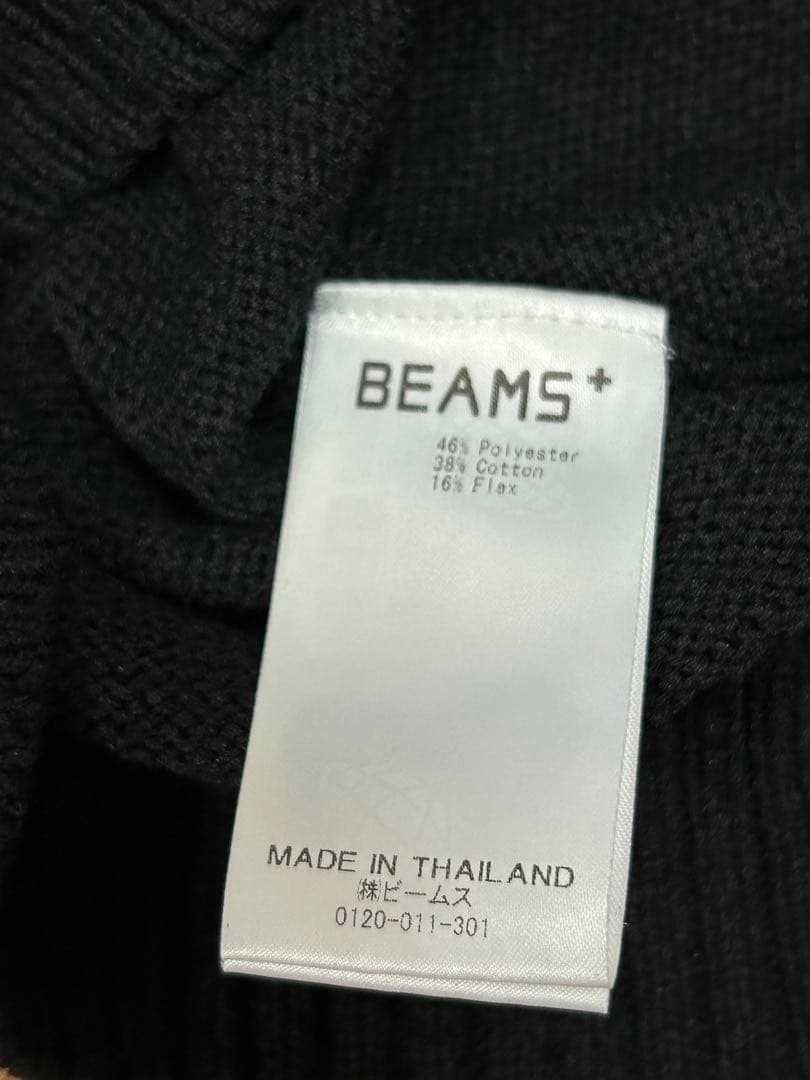 BEAMS+
46% Polyester
38% Cotton
16% Flax
MADE IN THAILAND
㈱ビームス
0120-011-301